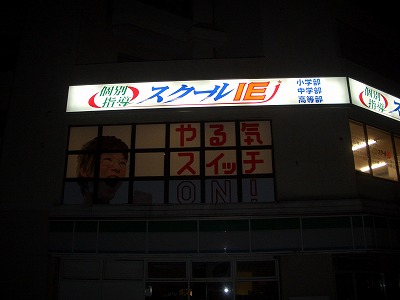 個別
指導
スクールIE
小学部
中学部
高等部
個別
指導
やる気
スイッチ
ON!